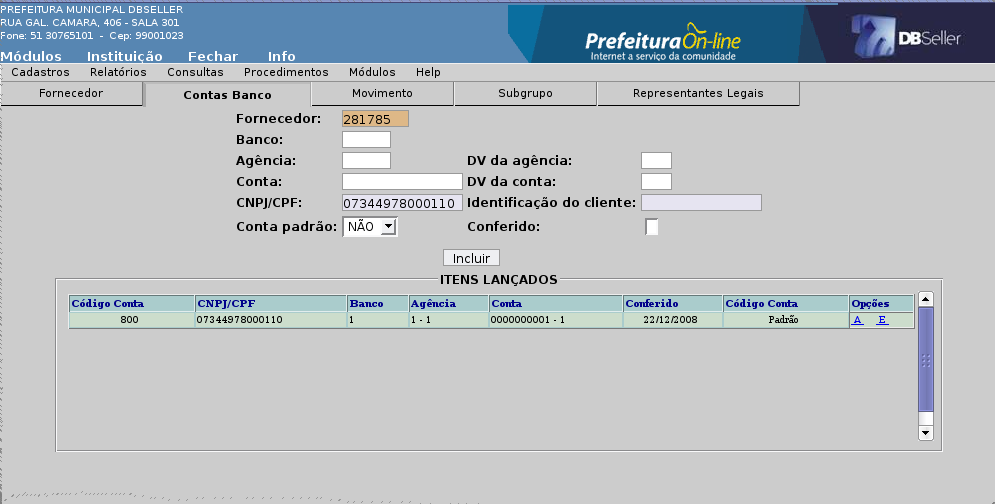 PREFEITURA MUNICIPAL DBSELLER
RUA GAL. CAMARA, 406 - SALA 301
Fone: 51 30765101 - Cep: 99001023
PrefeituraOn-line
Internet a serviço da comunidade
DBSeller
Módulos Instituição Fechar Info
Cadastros Relatórios Consultas Procedimentos Módulos Help
Fornecedor Contas Banco Movimento Subgrupo Representantes Legais
Fornecedor: 281785
Banco:
Agência: DV da agência:
Conta: DV da conta:
CNPJ/CPF: 07344978000110 Identificação do cliente:
Conta padrão: NÃO Conferido:
Incluir
ITENS LANÇADOS
Código Conta CNPJ/CPF Banco Agência Conta Conferido Código Conta Opções
800 07344978000110 1 1 - 1 0000000001 - 1 22/12/2008 Padrão A E